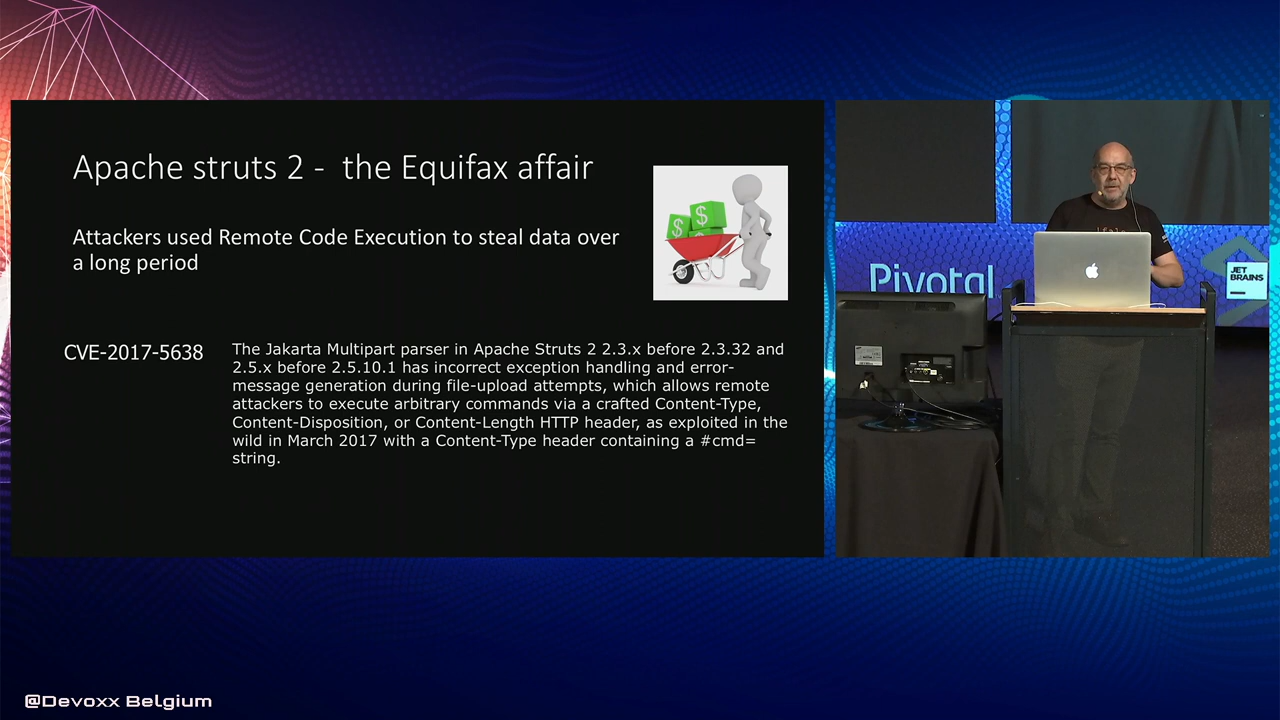 Apache struts 2 - the Equifax affair
Attackers used Remote Code Execution to steal data over
a long period
$
$
CVE-2017-5638
The Jakarta Multipart parser in Apache Struts 2 2.3.x before 2.3.32 and
2.5.x before 2.5.10.1 has incorrect exception handling and error-
message generation during file-upload attempts, which allows remote
attackers to execute arbitrary commands via a crafted Content-Type,
Content-Disposition, or Content-Length HTTP header, as exploited in the
wild in March 2017 with a Content-Type header containing a #cmd=
string.
Pivotal
JET
BRAINS
@Devoxx Belgium